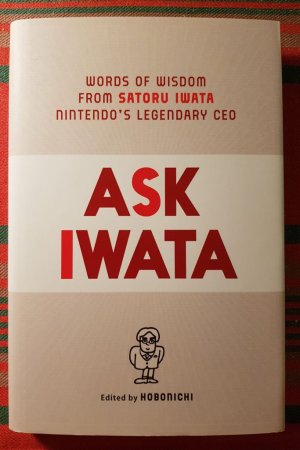 WORDS OF WISDOM
FROM SATORU IWATA
NINTENDO'S LEGENDARY CEO
ASK
IWATA
Edited by HOBONICHI